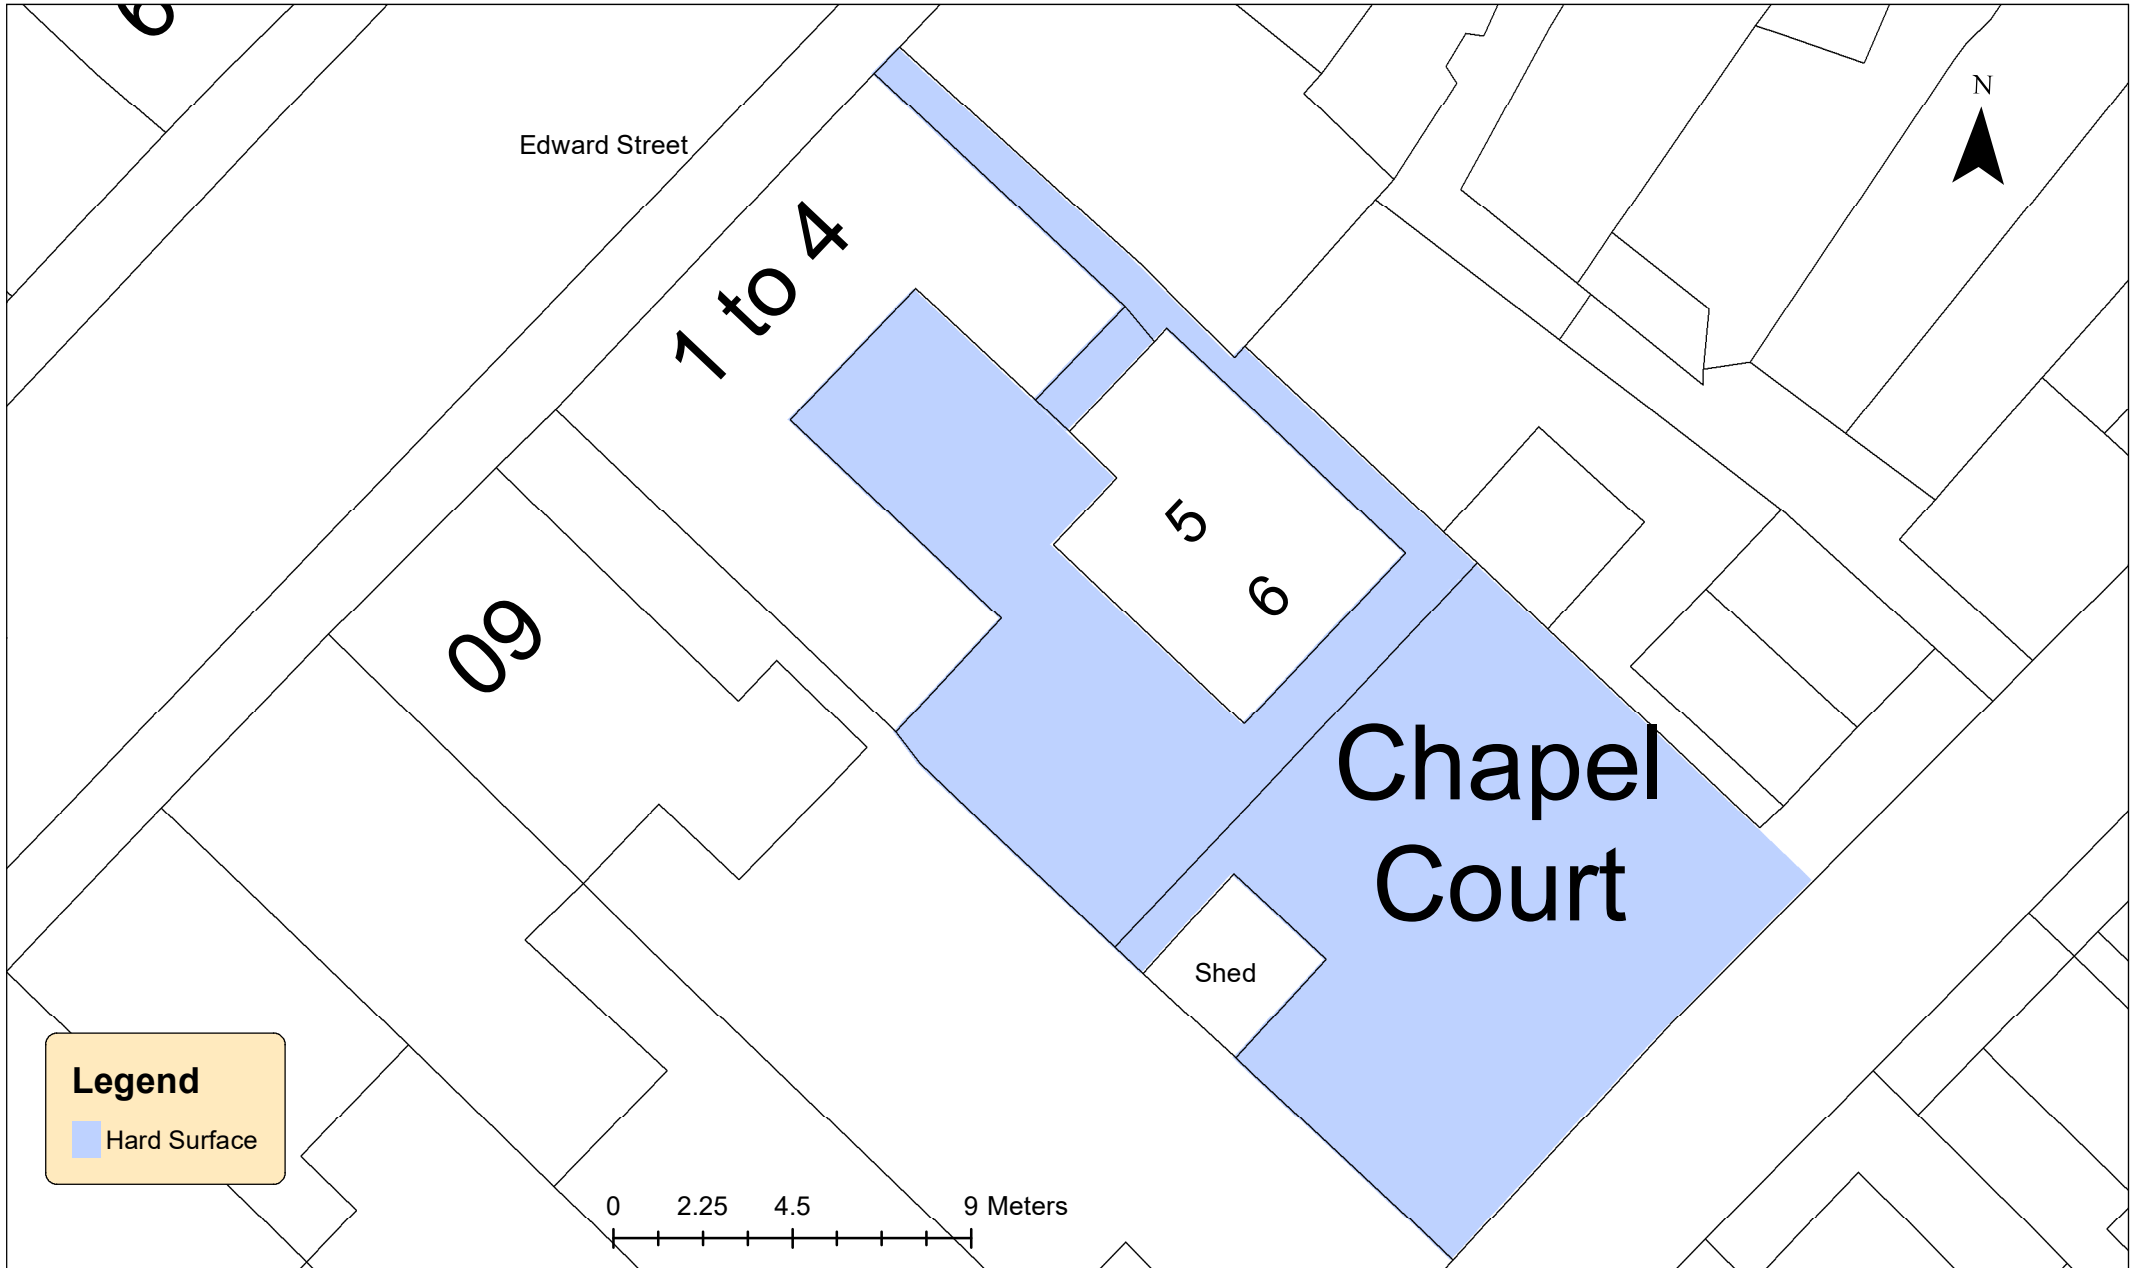 N
Edward Street
1 to 4
5
6
60
Chapel
Court
Shed
Legend
Hard Surface
0 2.25 4.5 9 Meters